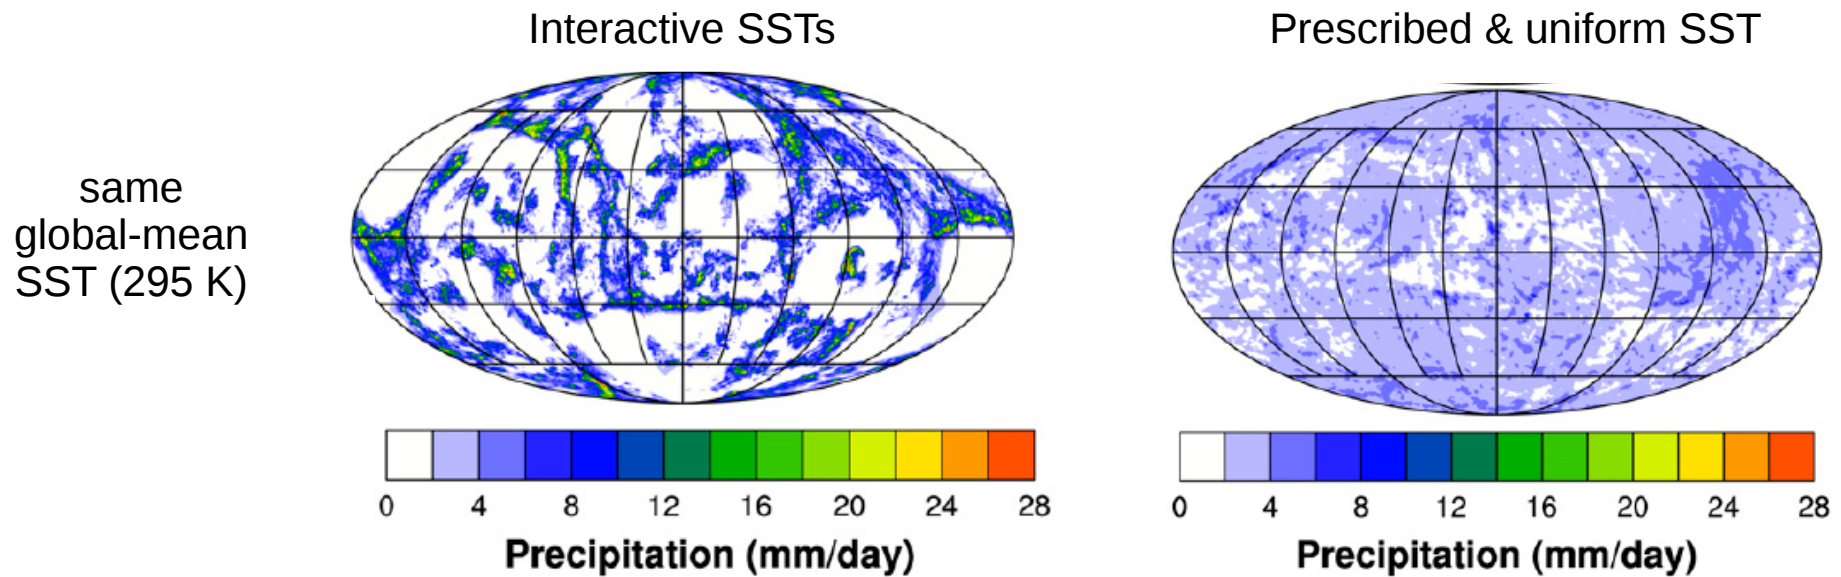 Interactive SSTs
Prescribed & uniform SST
same
global-mean
SST (295 K)
0 4 8 12 16 20 24 28
Precipitation (mm/day)
0 4 8 12 16 20 24 28
Precipitation (mm/day)